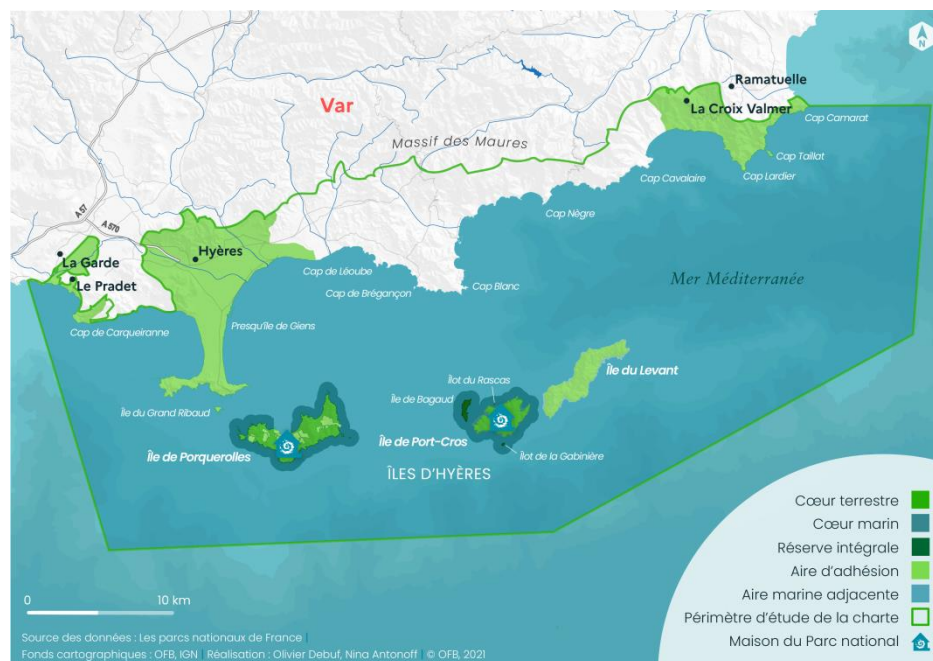 Ramatuelle
Var
La Croix Valmer
Cap Camarat
Massif des Maures
Cap Taillat
Cap Lardier
Cap Cavalaire
Cap Nègre
A 57
A 570
Hyères
La Garde
Le Pradet
Cap de Léoube
Cap de Brégançon
Cap Blanc
Mer Méditerranée
Cap de Carqueiranne
Presqu'île de Giens
Île du Levant
Îlot du Rascas
Île de Bagaud
Île du Grand Ribaud
Île de Port-Cros
Île de Porquerolles
Îlot de la Gabinière
ÎLES D'HYÈRES
Cœur terrestre
Cœur marin
Réserve intégrale
Aire d'adhésion
Aire marine adjacente
Périmètre d'étude de la charte
Maison du Parc national
0 10 km
Source des données : Les parcs nationaux de France |
Fonds cartographiques : OFB, IGN | Réalisation : Olivier Debuf, Nina Antonoff | © OFB, 2021
N